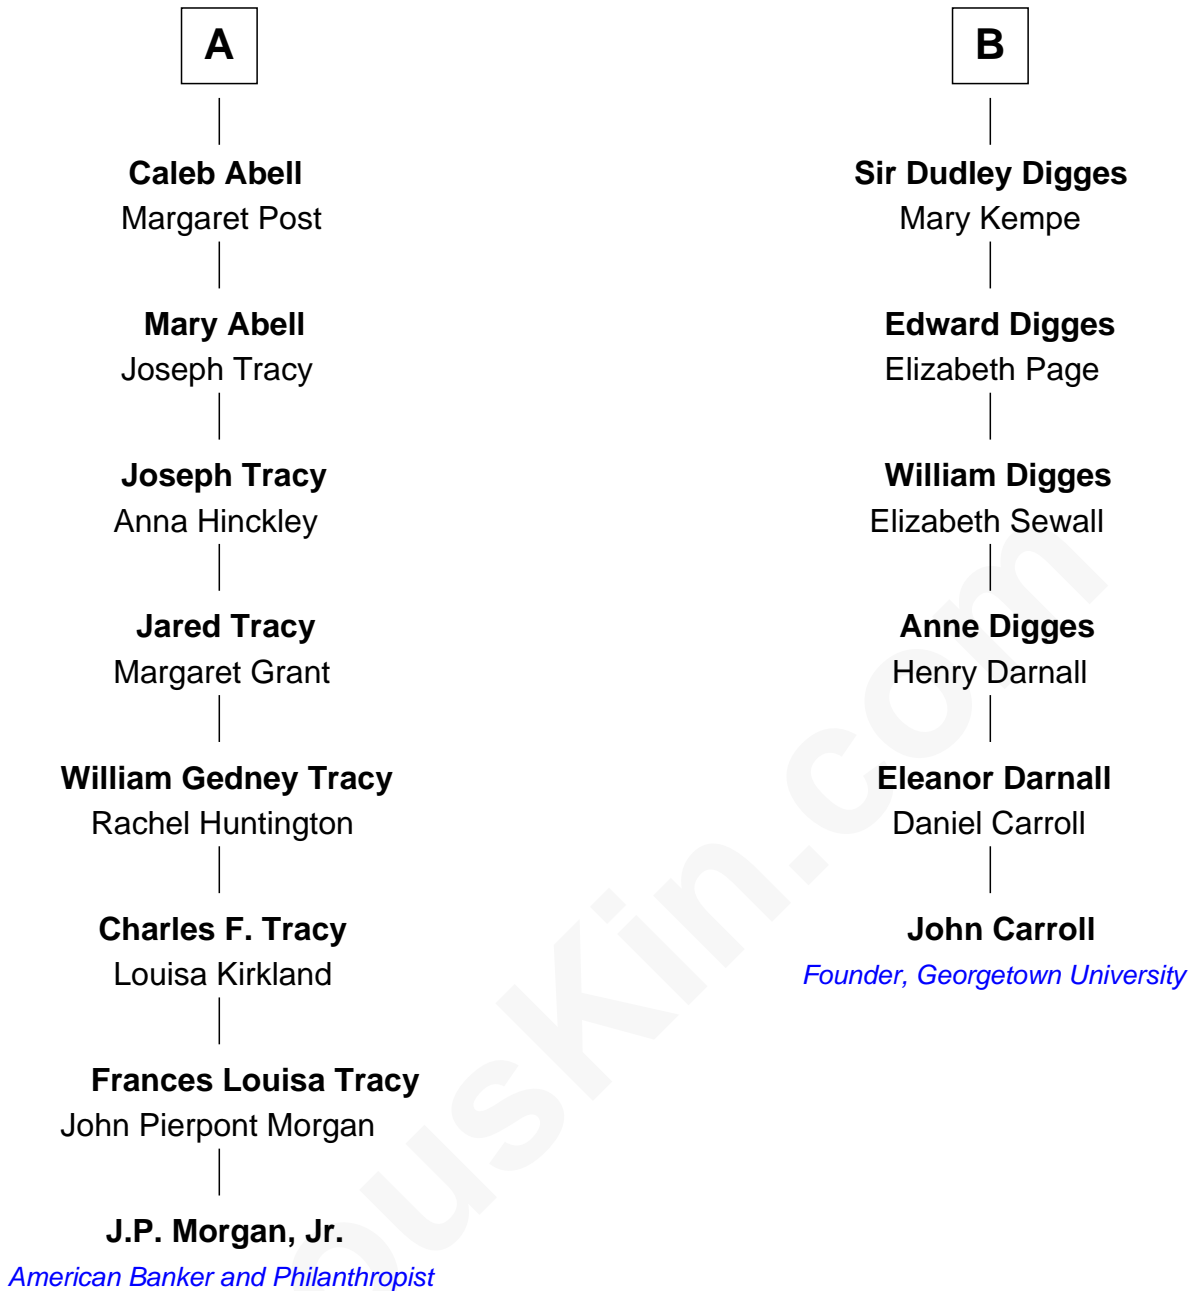 A
Caleb Abell
Margaret Post
Mary Abell
Joseph Tracy
Joseph Tracy
Anna Hinckley
Jared Tracy
Margaret Grant
William Gedney Tracy
Rachel Huntington
Charles F. Tracy
Louisa Kirkland
Frances Louisa Tracy
John Pierpont Morgan
J.P. Morgan, Jr.
American Banker and Philanthropist
B
Sir Dudley Digges
Mary Kempe
Edward Digges
Elizabeth Page
William Digges
Elizabeth Sewall
Anne Digges
Henry Darnall
Eleanor Darnall
Daniel Carroll
John Carroll
Founder, Georgetown University
ousKin.com